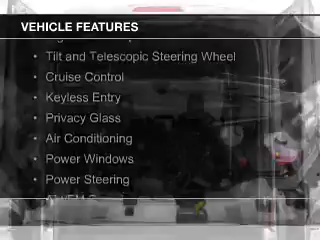 VEHICLE FEATURES
• Tilt and Telescopic Steering Wheel
• Cruise Control
• Keyless Entry
• Privacy Glass
• Air Conditioning
• Power Windows
• Power Steering